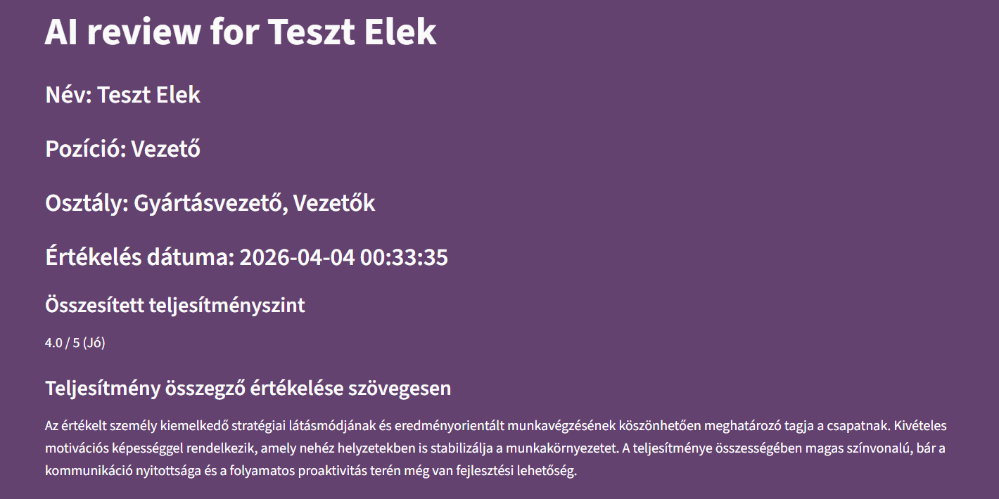 AI review for Teszt Elek
Név: Teszt Elek
Pozíció: Vezető
Osztály: Gyártásvezető, Vezetők
Értékelés dátuma: 2026-04-04 00:33:35
Összesített teljesítményszint
4.0 / 5 (Jó)
Teljesítmény összegző értékelése szövegesen
Az értékelt személy kiemelkedő stratégiai látásmódjának és eredményorientált munkavégzésének köszönhetően meghatározó tagja a csapatnak. Kivételes
motivációs képességgel rendelkezik, amely nehéz helyzetekben is stabilizálja a munkakörnyezetet. A teljesítménye összességében magas színvonalú, bár a
kommunikáció nyitottsága és a folyamatos proaktivitás terén még van fejlesztési lehetőség.